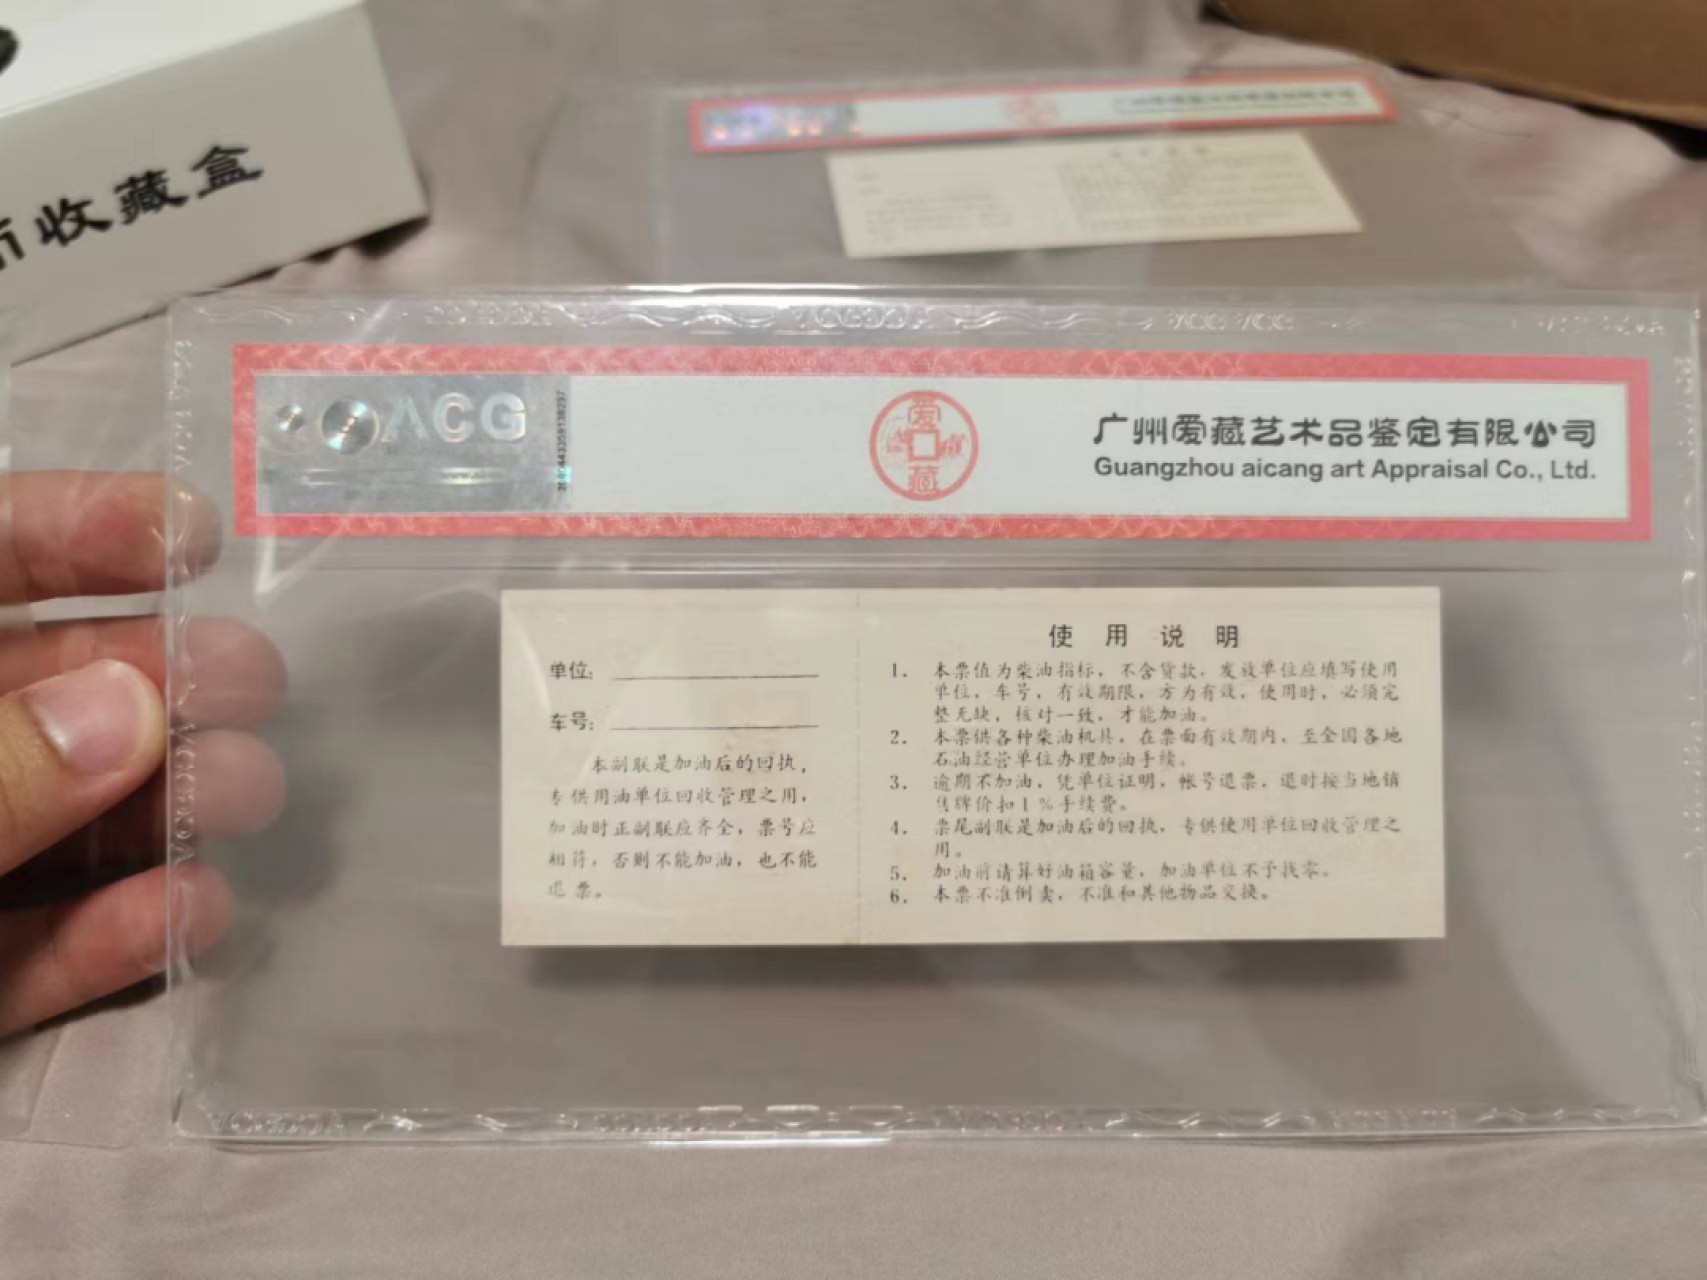 收藏盒
ACG
爱藏
广州爱藏艺术品鉴定有限公司
Guangzhou aicang art Appraisal Co., Ltd.
单位:
车号:
本副联是加油后的回执,
专供用油单位回收管理之用,
加油时正副联应齐全,票号应
相符,否则不能加油,也不能
退票。
使用说明
1. 本票值为柴油指标,不含货款,发放单位应填写使用
单位,车号,有效期限,方为有效,使用时,必须完
整无缺,核对一致,才能加油。
2. 本票供各种柴油机具,在票面有效期内,至全国各地
石油经营单位办理加油手续。
3. 逾期不加油,凭单位证明,帐号退票,退时按当地销
售牌价扣1%手续费。
4. 票尾副联是加油后的回执,专供使用单位回收管理之
用。
5. 加油前请算好油箱容量,加油单位不予找零。
6. 本票不准倒卖,不准和其他物品交换。